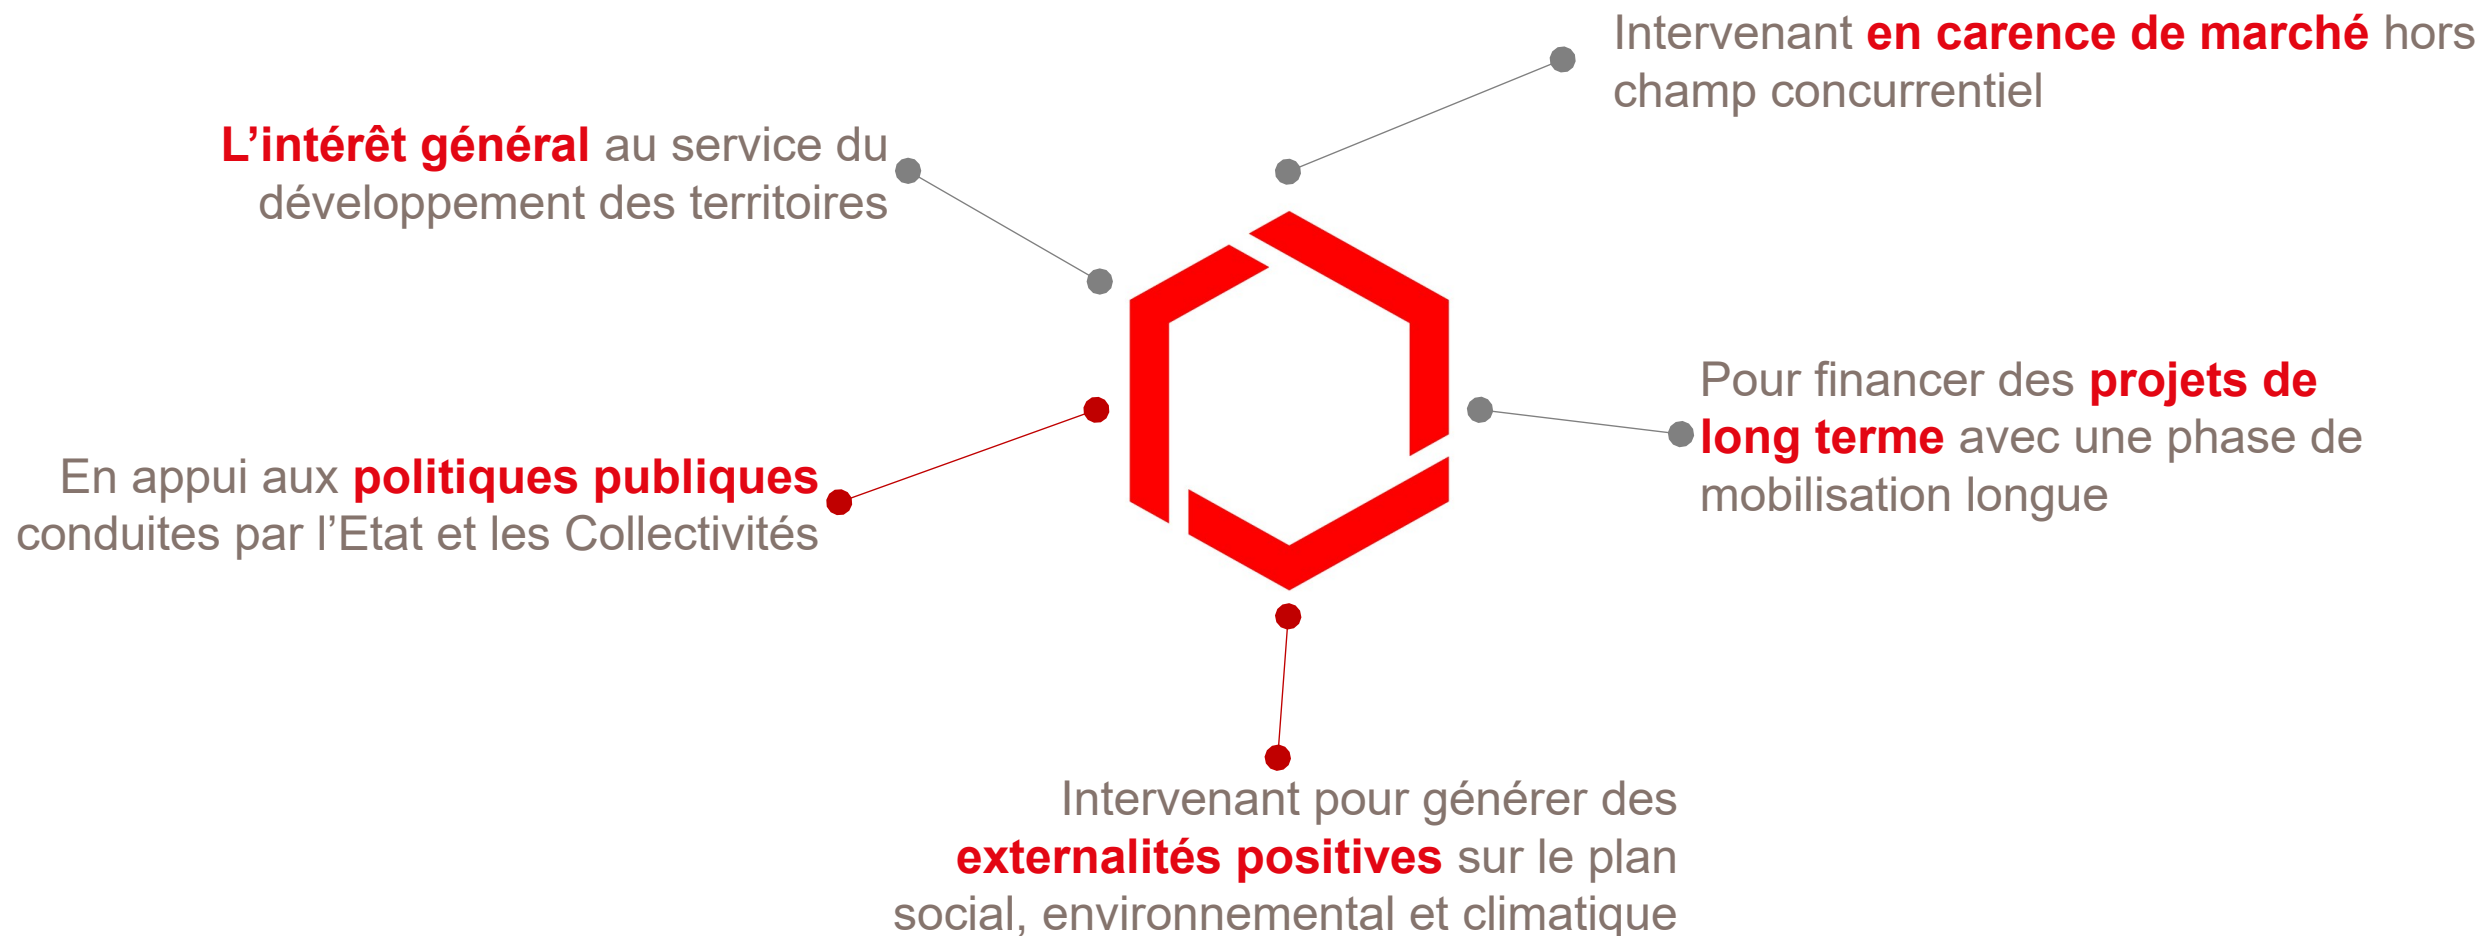 Intervenant en carence de marché hors
champ concurrentiel
L’intérêt général au service du
développement des territoires
Pour financer des projets de
long terme avec une phase de
mobilisation longue
En appui aux politiques publiques
conduites par l’Etat et les Collectivités
Intervenant pour générer des
externalités positives sur le plan
social, environnemental et climatique